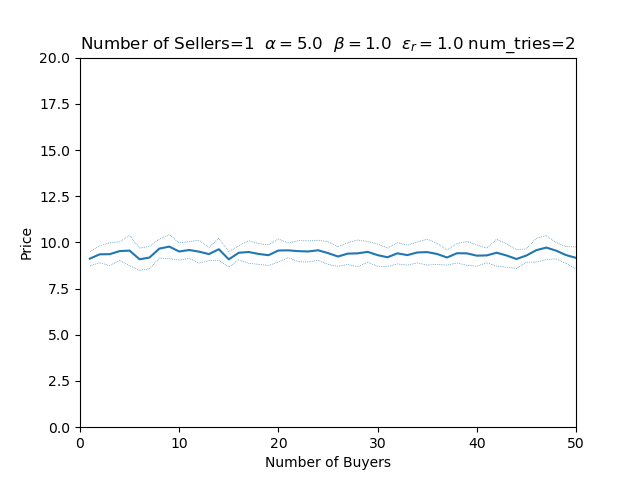 Number of Sellers=1 α = 5.0 β = 1.0 εr = 1.0 num_tries=2
20.0
17.5
15.0
12.5
10.0
7.5
5.0
2.5
0.0
Price
0 10 20 30 40 50
Number of Buyers